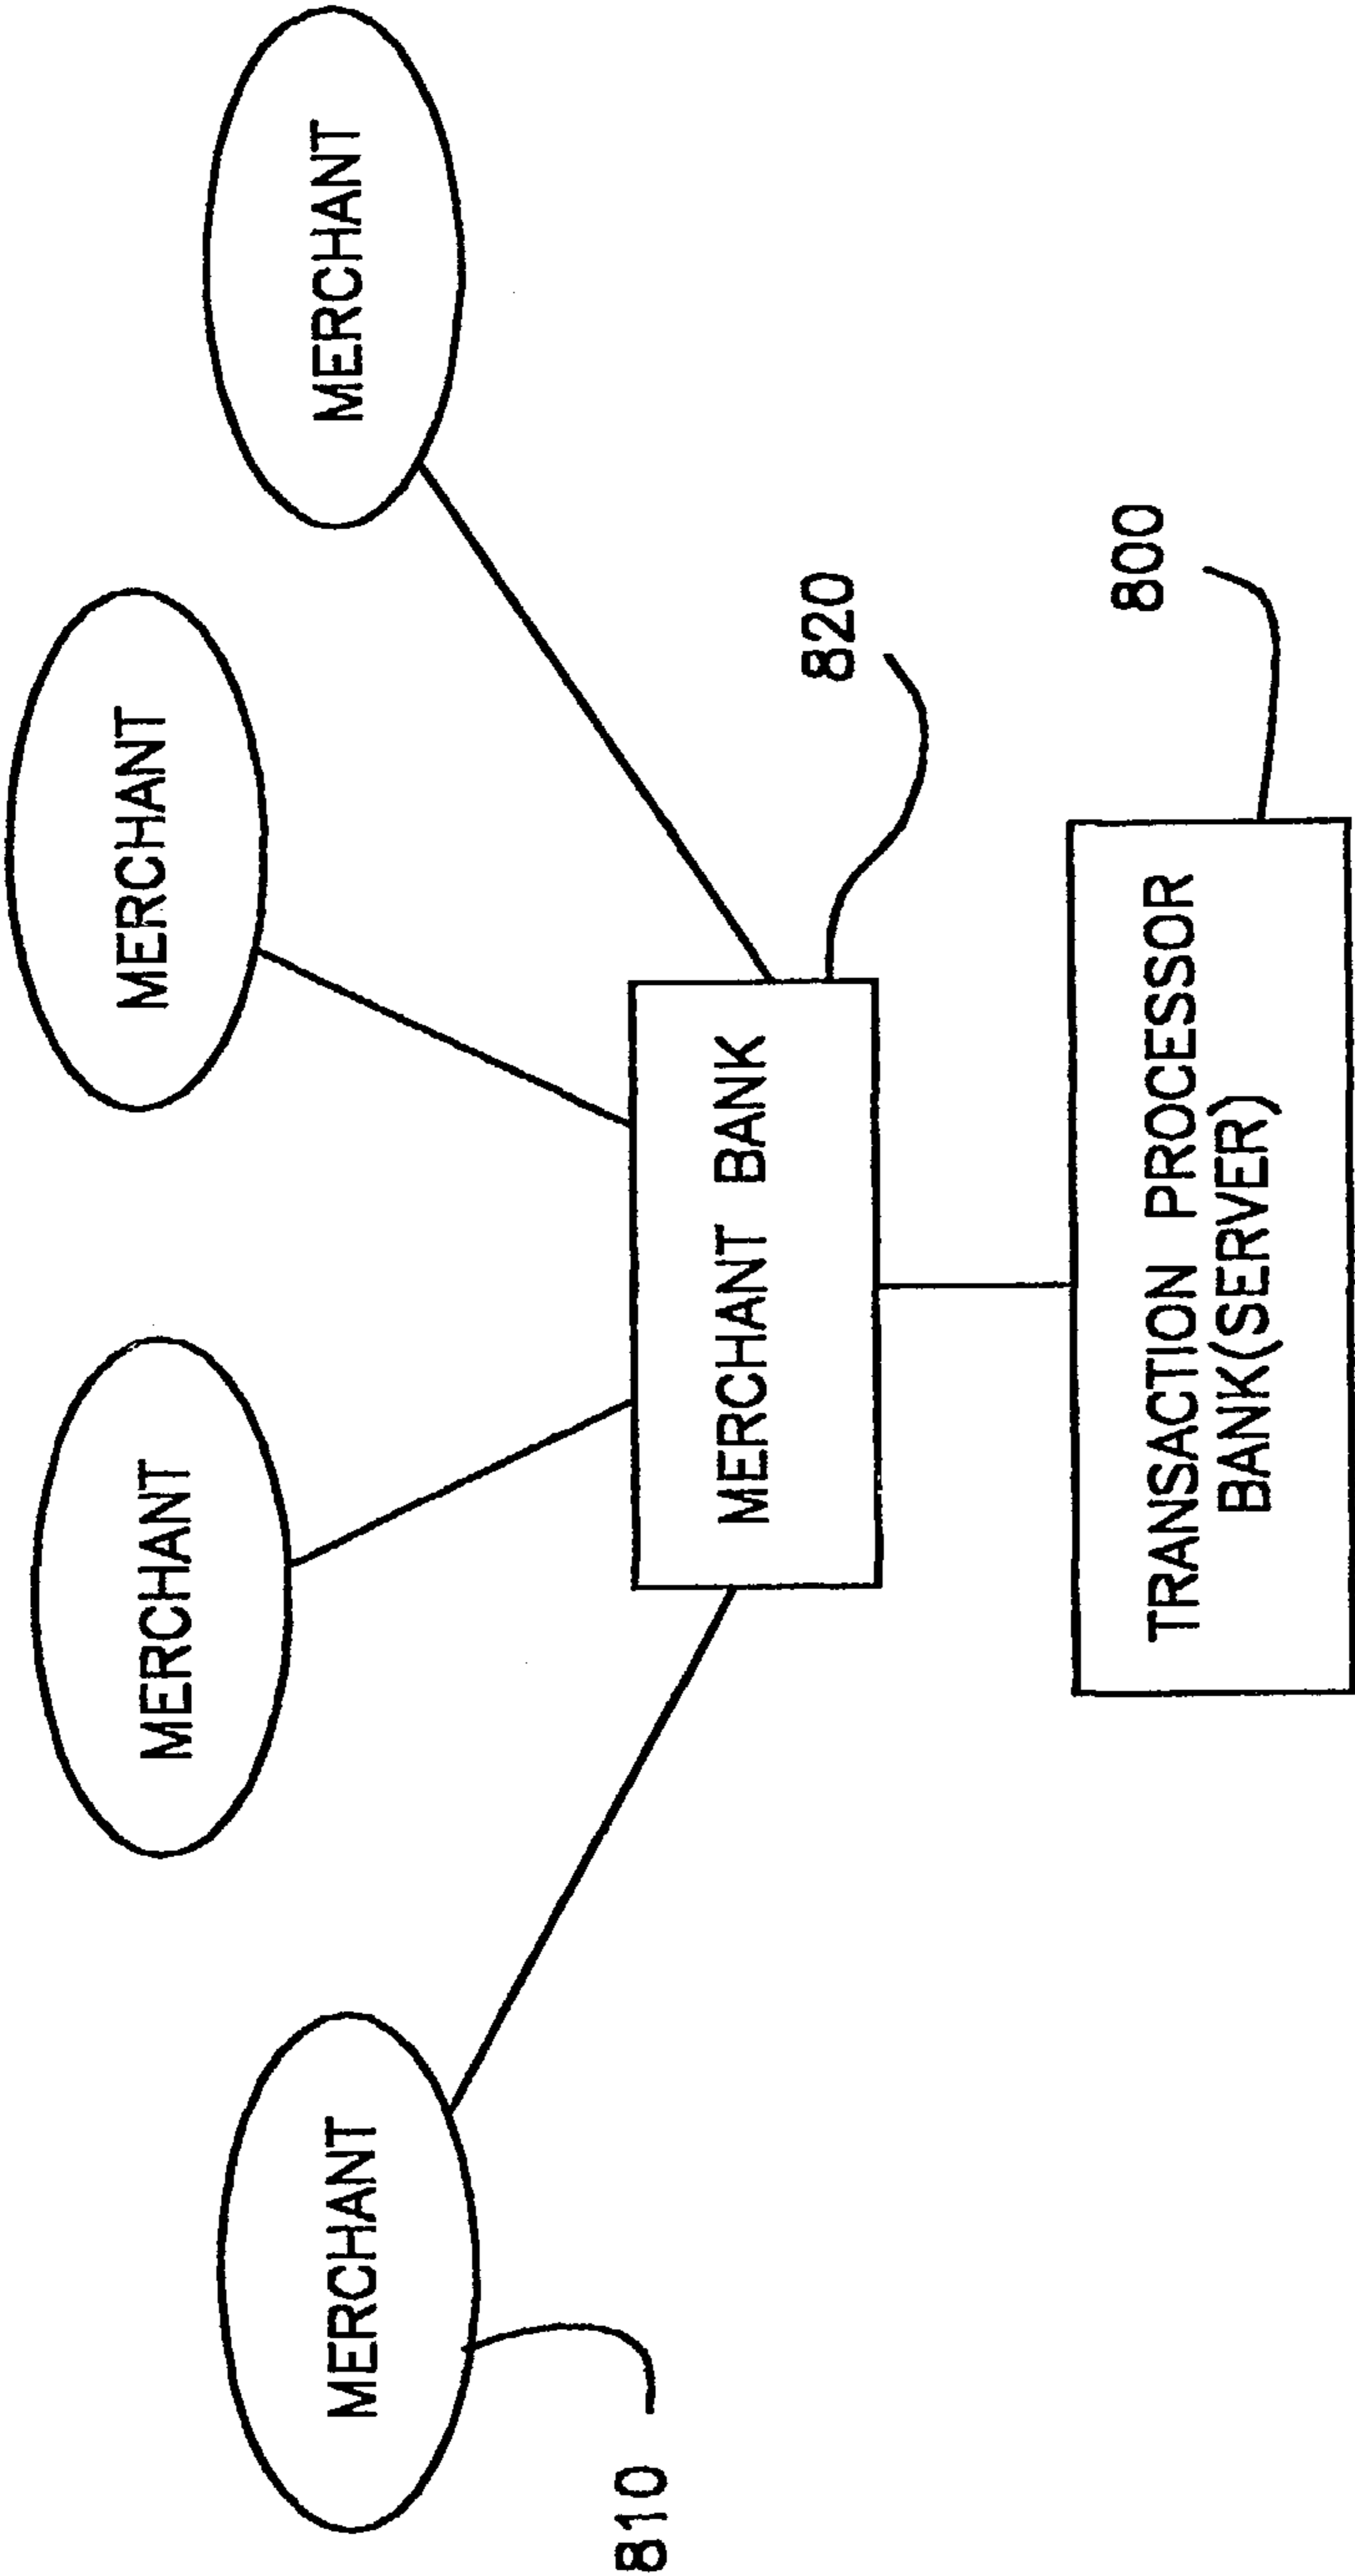 MERCHANT
MERCHANT
MERCHANT
MERCHANT
810
MERCHANT BANK
820
TRANSACTION PROCESSOR
BANK(SERVER)
800